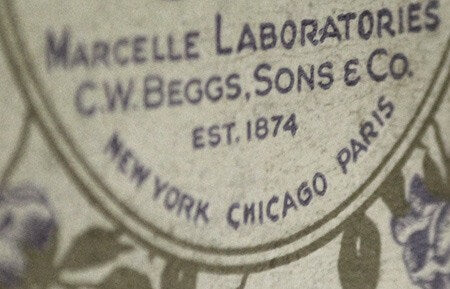 MARCELLE LABORATORIES
C.W. BEGGS, SONS & CO.
EST. 1874
NEW YORK CHICAGO PARIS